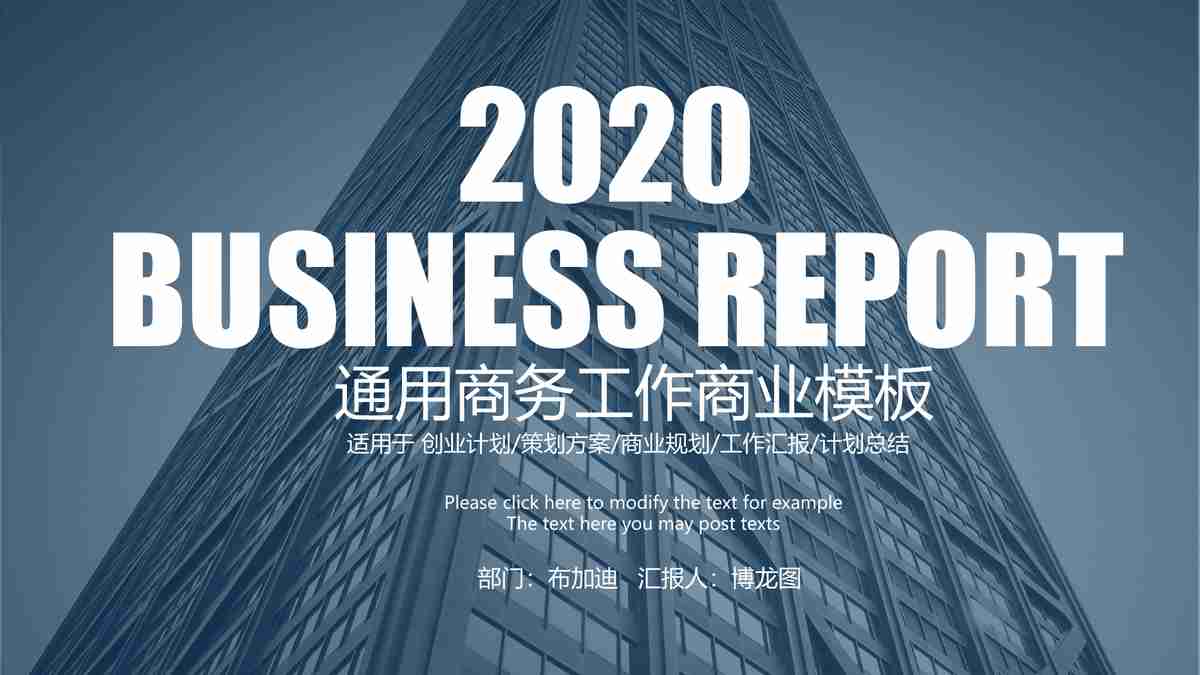 2020
BUSINESS REPORT
通用商务工作商业模板
适用于 创业计划/策划方案/商业规划/工作汇报/计划总结
Please click here to modify the text for example
The text here you may post texts
部门：布加迪 汇报人：博龙图